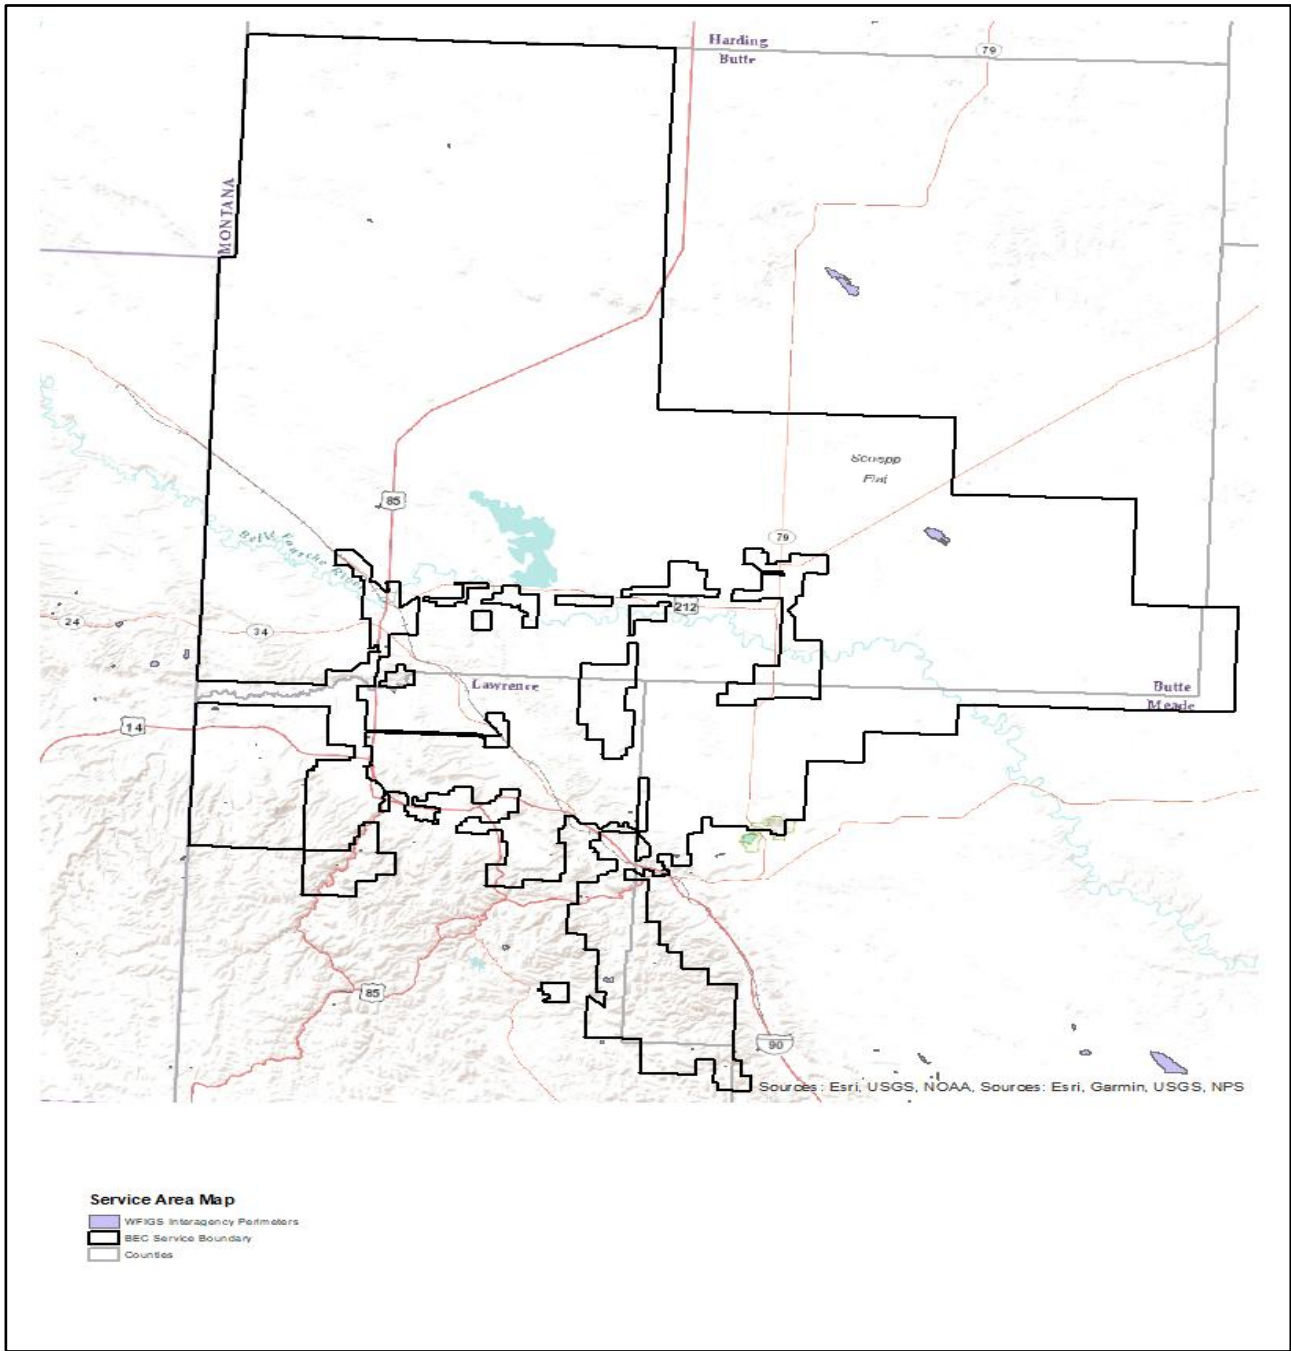 Harding
Butte
79
MONTANA
Flat
85
79
Belle Fourche River
212
24
34
Lawrence
Butte
Meade
14
85
90
Sources: Esri, USGS, NOAA, Sources: Esri, Garmin, USGS, NPS
Service Area Map
WFIGS Interagency Perimeters
BEC Service Boundary
Counties